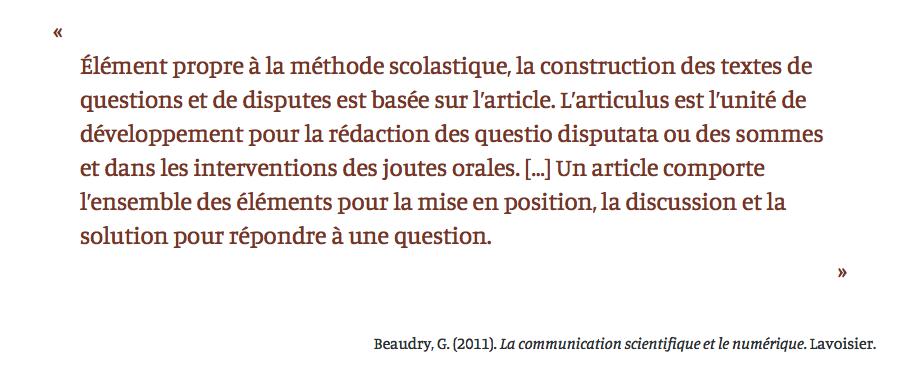 «
Élément propre à la méthode scolastique, la construction des textes de
questions et de disputes est basée sur l’article. L’articulus est l’unité de
développement pour la rédaction des questio disputata ou des sommes
et dans les interventions des joutes orales. [...] Un article comporte
l’ensemble des éléments pour la mise en position, la discussion et la
solution pour répondre à une question.
»
Beaudry, G. (2011). La communication scientifique et le numérique. Lavoisier.